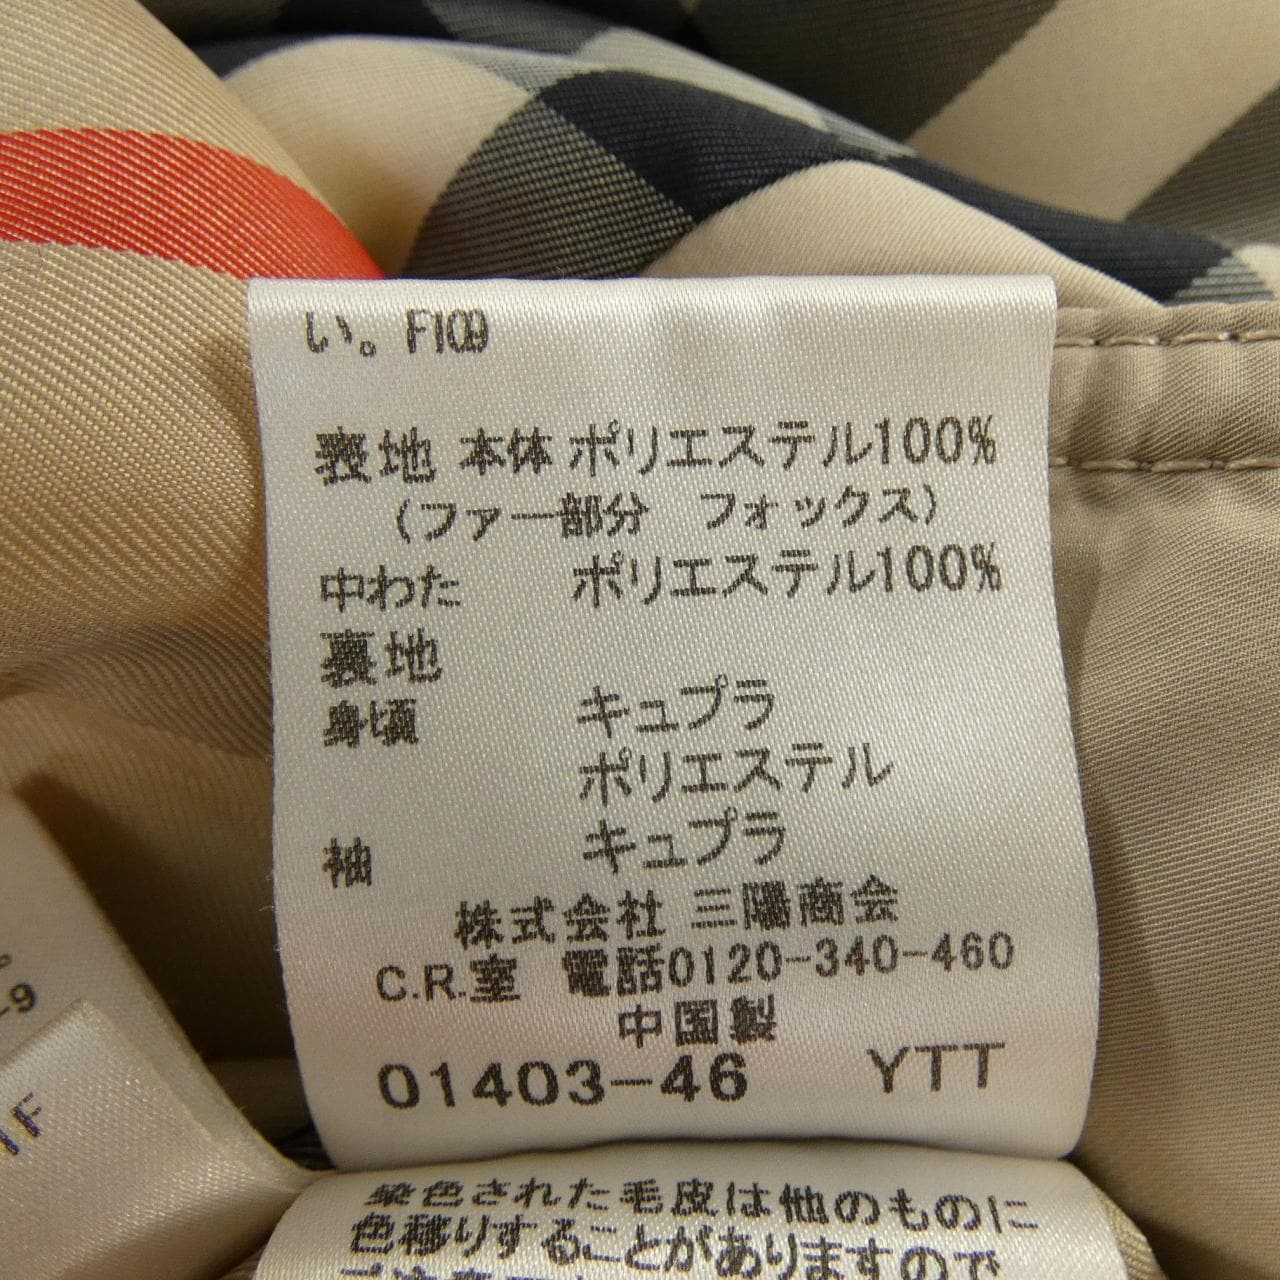 い。F109
表地 本体 ポリエステル100%
(ファー部分 フォックス)
中わた ポリエステル100%
裏地
身頃 キュプラ
ポリエステル
袖 キュプラ
株式会社 三陽商会
C.R.室 電話0120-340-460
中国製
01403-46 YTT
-9
1F
染色された毛皮は他のものに
色移りすることがありますので